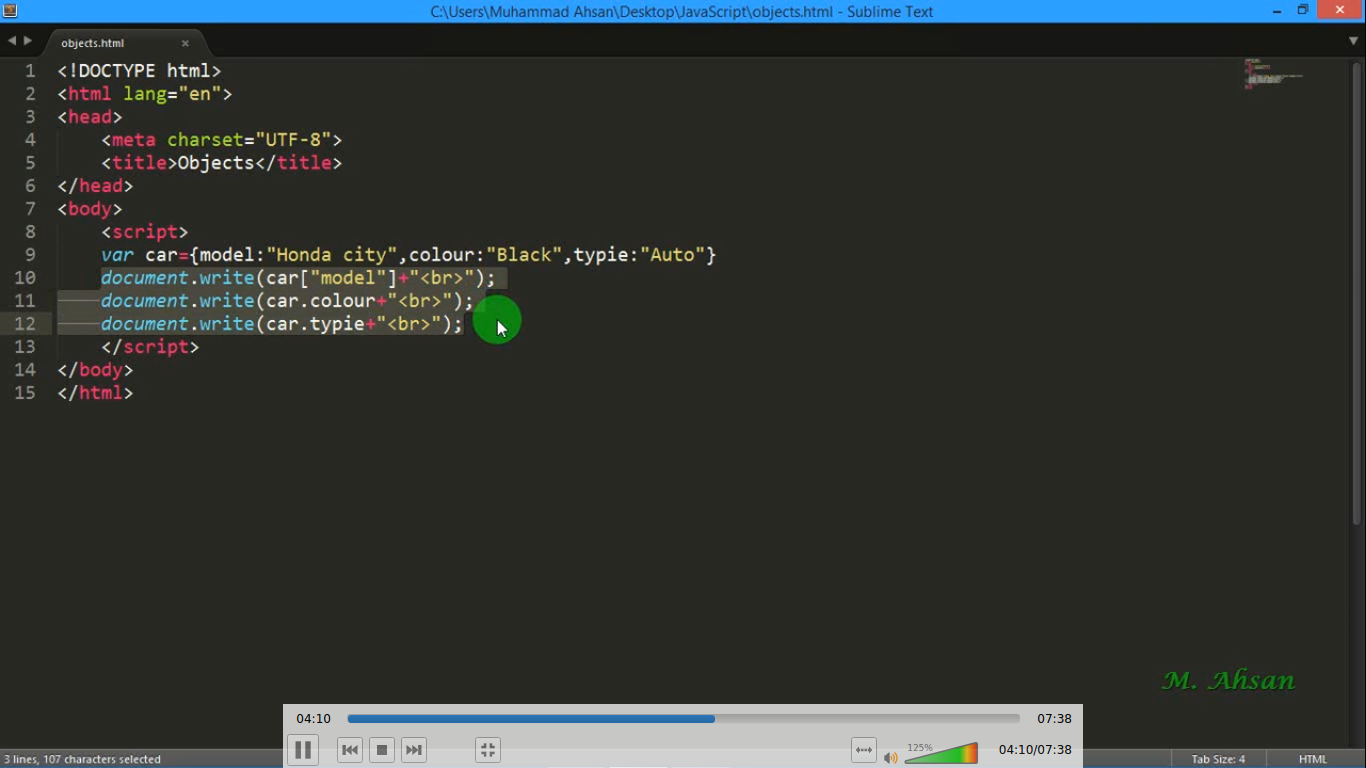 C:\Users\Muhammad Ahsan\Desktop\JavaScript\objects.html - Sublime Text
objects.html
1 <!DOCTYPE html>
2 <html lang="en">
3 <head>
4 <meta charset="UTF-8">
5 <title>Objects</title>
6 </head>
7 <body>
8 <script>
9 var car={model:"Honda city",colour:"Black",typie:"Auto"}
10 document.write(car["model"]+"<br>");
11 document.write(car.colour+"<br>");
12 document.write(car.typie+"<br>");
13 </script>
14 </body>
15 </html>
M. Ahsan
04:10 07:38
125% 04:10/07:38
3 lines, 107 characters selected Tab Size: 4 HTML